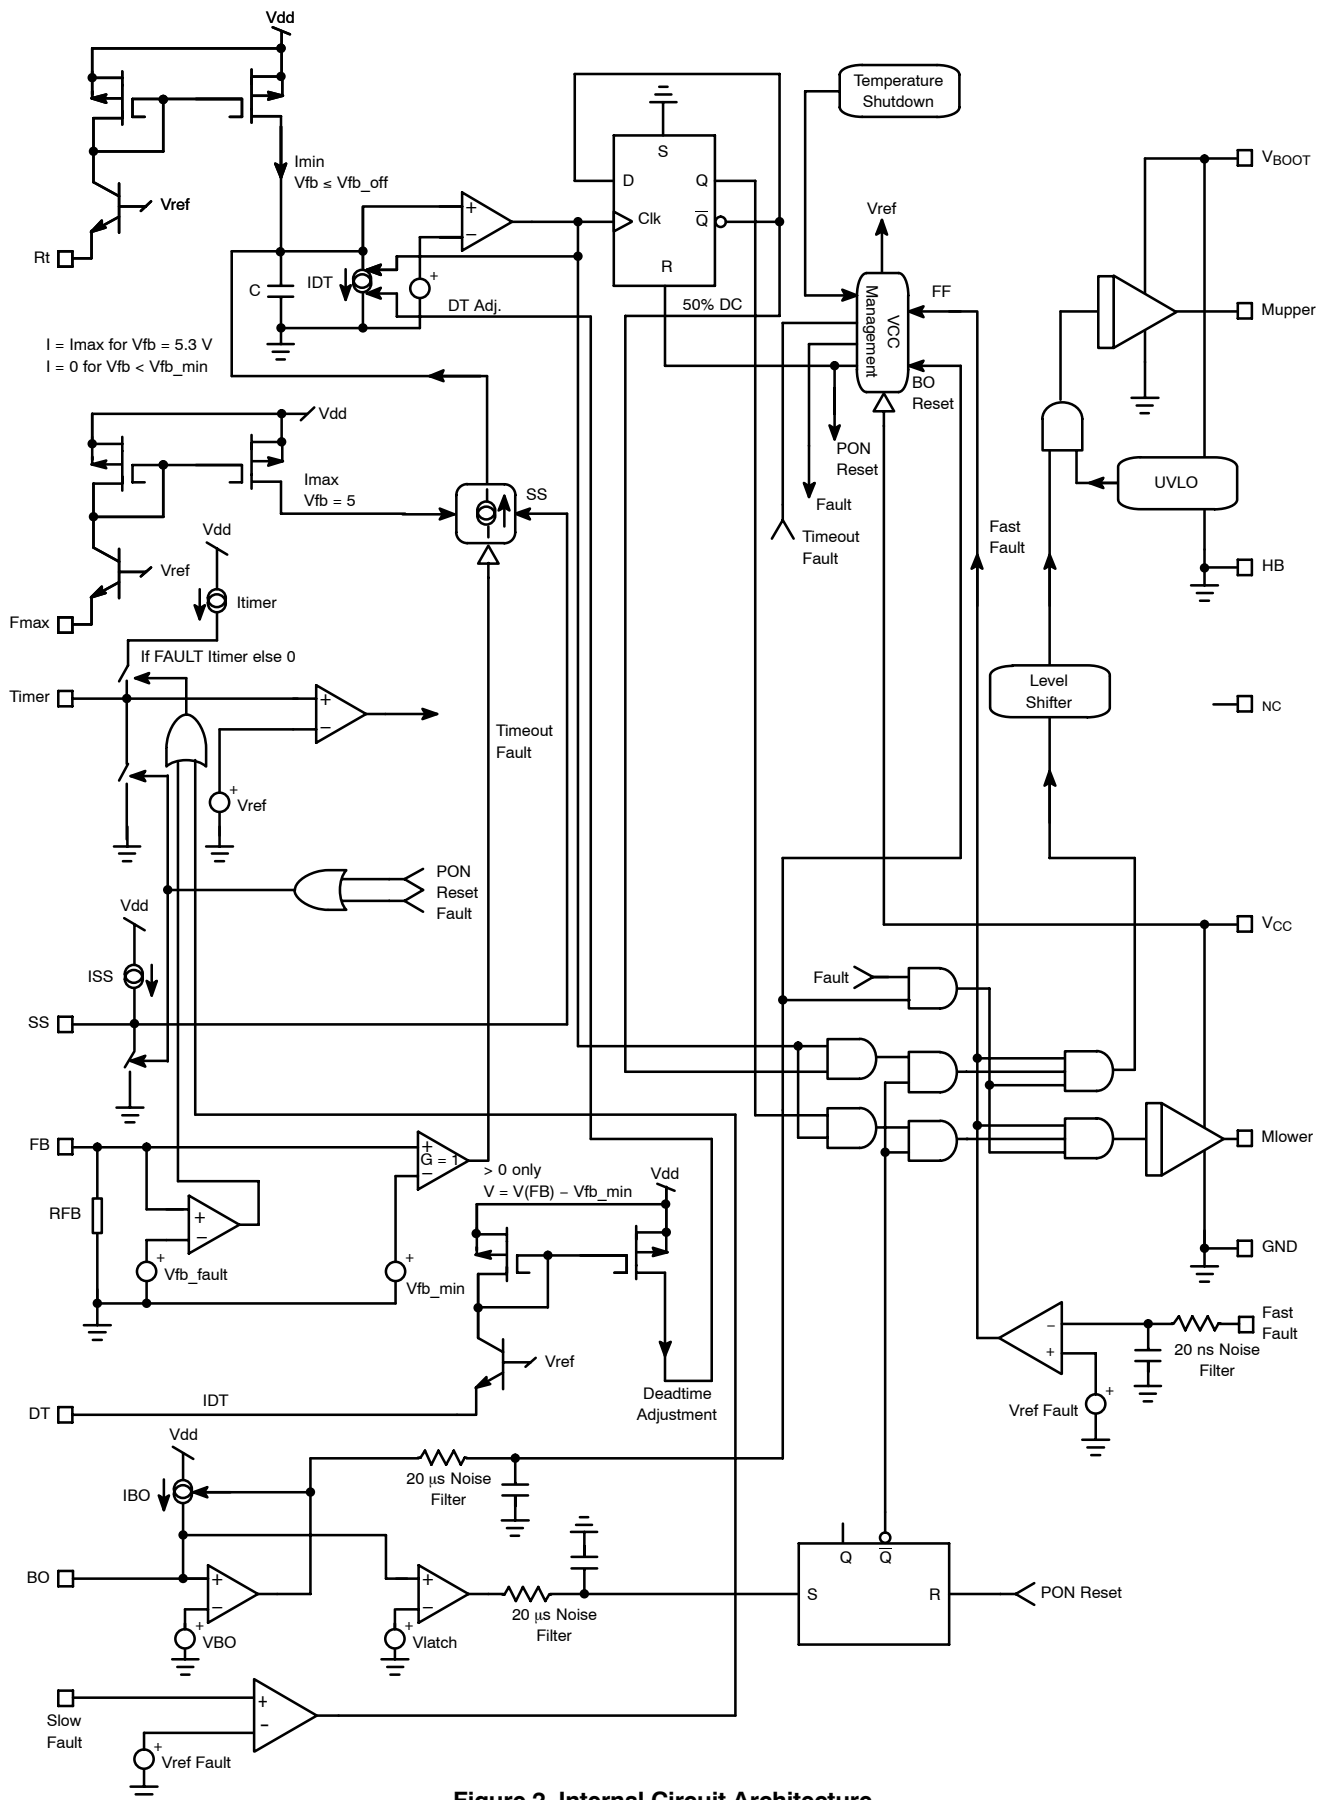 Vdd
Temperature
Shutdown
S
D
Q
Clk
Q
R
Imin
Vfb ≤ Vfb_off
Vref
Rt
+
−
+
IDT
C
DT Adj.
50% DC
Vref
FF
VCC
Management
BO
Reset
PON
Reset
Fault
Timeout
Fault
VBOOT
Mupper
UVLO
HB
I = Imax for Vfb = 5.3 V
I = 0 for Vfb < Vfb_min
Vdd
Imax
Vfb = 5
SS
Fast
Fault
Vdd
Vref
Itimer
Fmax
If FAULT Itimer else 0
Timer
+
−
Timeout
Fault
+
Vref
Level
Shifter
NC
PON
Reset
Fault
Vdd
ISS
SS
VCC
Fault
FB
+
G = 1
−
> 0 only
V = V(FB) − Vfb_min
Vdd
Mlower
RFB
+
−
+
Vfb_fault
+
Vfb_min
GND
Vref
Fast
Fault
−
+
20 ns Noise
Filter
+
Vref Fault
IDT
DT
Deadtime
Adjustment
Vdd
IBO
20 μs Noise
Filter
BO
+
−
+
VBO
+
−
+
Vlatch
20 μs Noise
Filter
Q
Q
S
R
PON Reset
Slow
Fault
+
−
+
Vref Fault